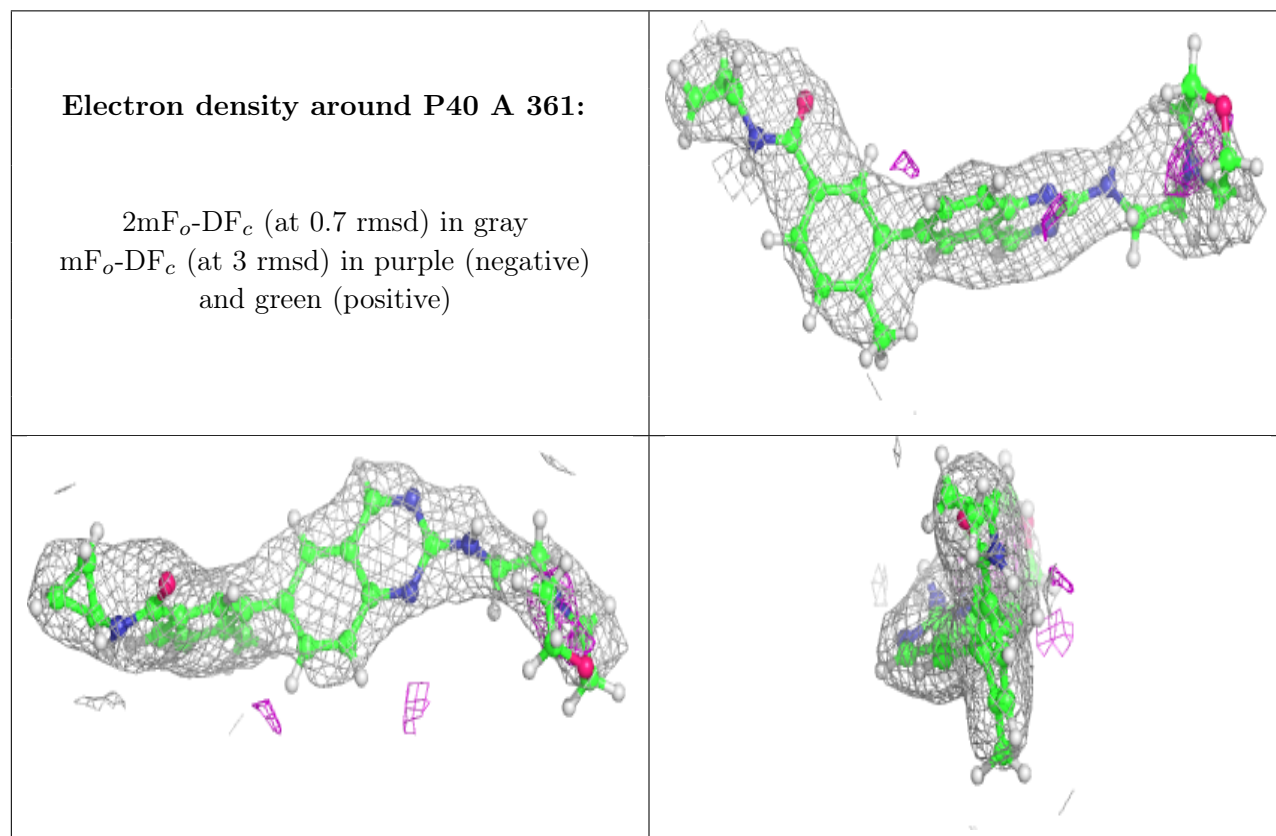 Electron density around P40 A 361:
2mFₒ-DF𝒸 (at 0.7 rmsd) in gray
mFₒ-DF𝒸 (at 3 rmsd) in purple (negative)
and green (positive)